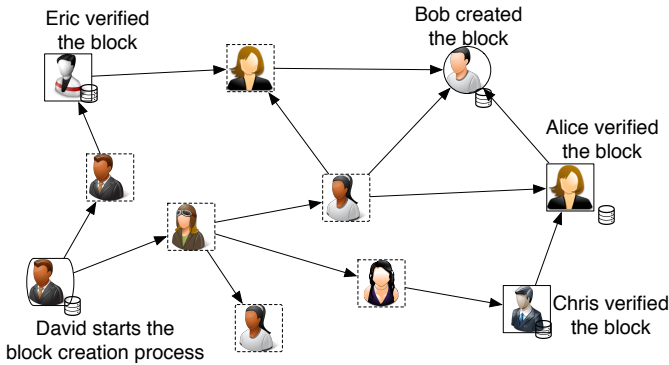 Eric verified
the block
Bob created
the block
Alice verified
the block
Chris verified
the block
David starts the
block creation process